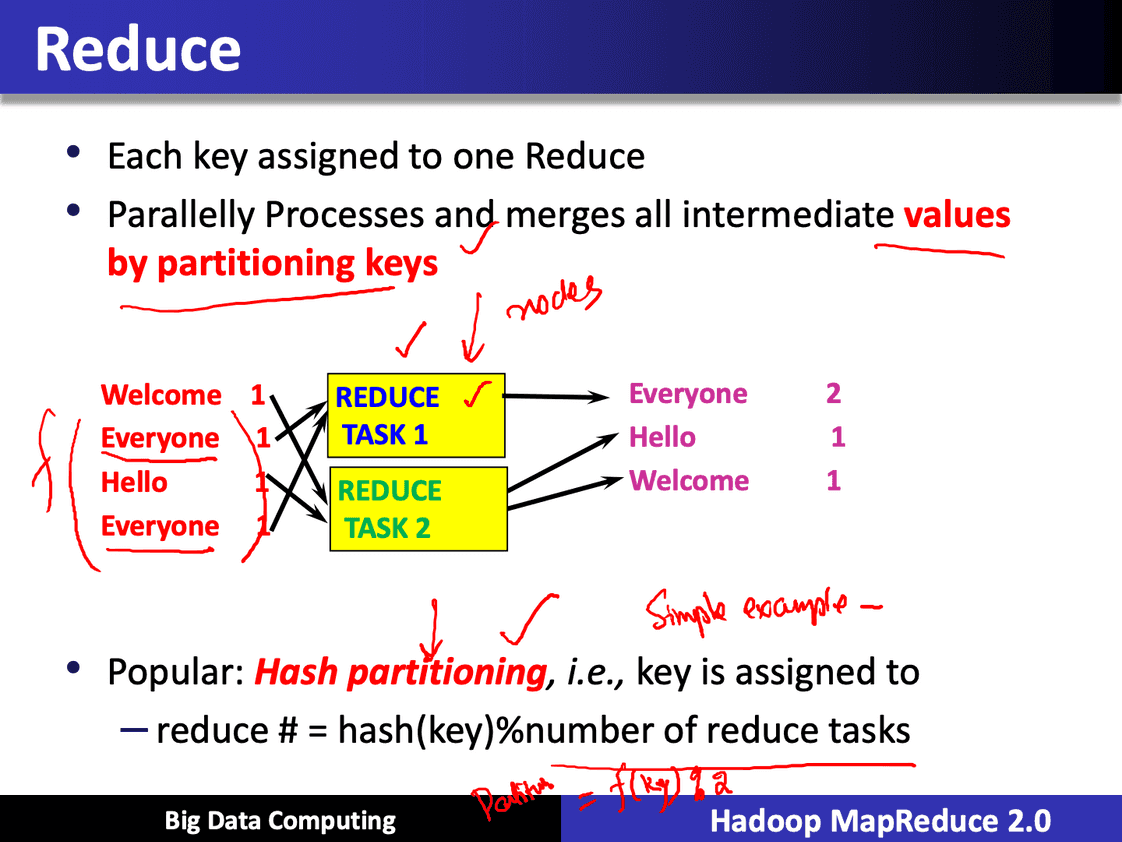 Reduce
• Each key assigned to one Reduce
• Parallelly Processes and merges all intermediate values
by partitioning keys
nodes
Welcome 1
Everyone 1
Hello 1
Everyone 1
f
REDUCE
TASK 1
REDUCE
TASK 2
Everyone 2
Hello 1
Welcome 1
Simple example –
• Popular: Hash partitioning, i.e., key is assigned to
– reduce # = hash(key)%number of reduce tasks
= f(key) % 2
Big Data Computing
Hadoop MapReduce 2.0